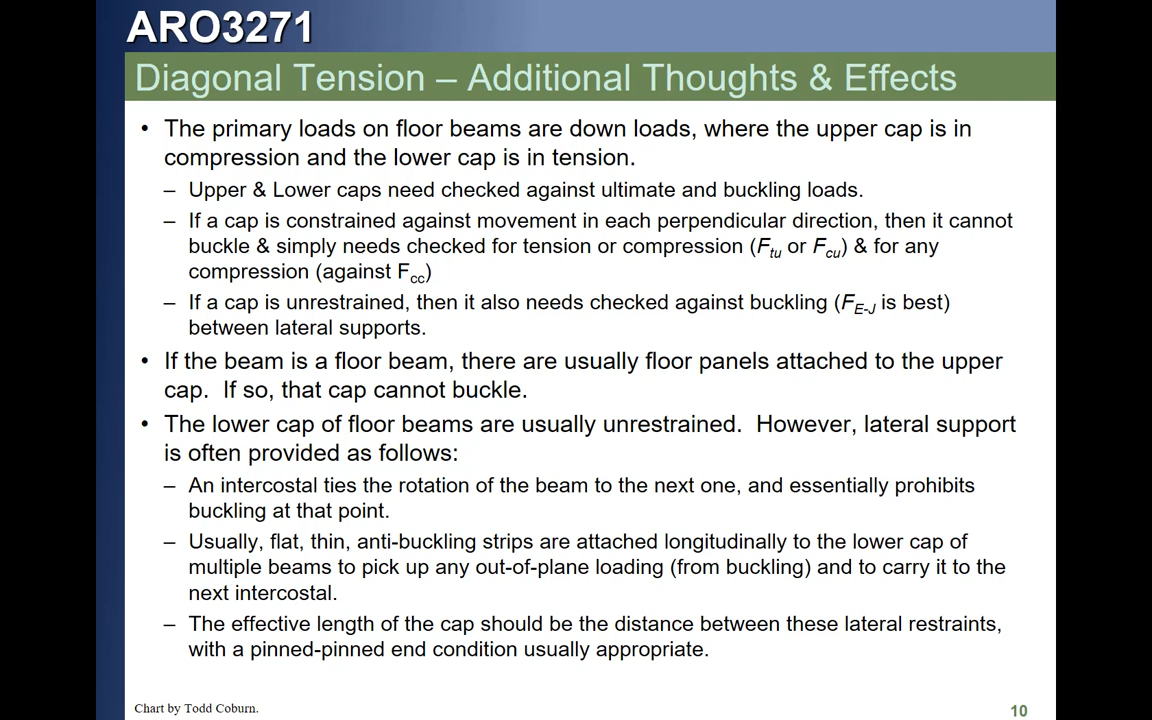 ARO3271
Diagonal Tension – Additional Thoughts & Effects
• The primary loads on floor beams are down loads, where the upper cap is in
compression and the lower cap is in tension.
– Upper & Lower caps need checked against ultimate and buckling loads.
– If a cap is constrained against movement in each perpendicular direction, then it cannot
buckle & simply needs checked for tension or compression (Ftu or Fcu) & for any
compression (against Fcc)
– If a cap is unrestrained, then it also needs checked against buckling (FE-J is best)
between lateral supports.
• If the beam is a floor beam, there are usually floor panels attached to the upper
cap. If so, that cap cannot buckle.
• The lower cap of floor beams are usually unrestrained. However, lateral support
is often provided as follows:
– An intercostal ties the rotation of the beam to the next one, and essentially prohibits
buckling at that point.
– Usually, flat, thin, anti-buckling strips are attached longitudinally to the lower cap of
multiple beams to pick up any out-of-plane loading (from buckling) and to carry it to the
next intercostal.
– The effective length of the cap should be the distance between these lateral restraints,
with a pinned-pinned end condition usually appropriate.
Chart by Todd Coburn.
10